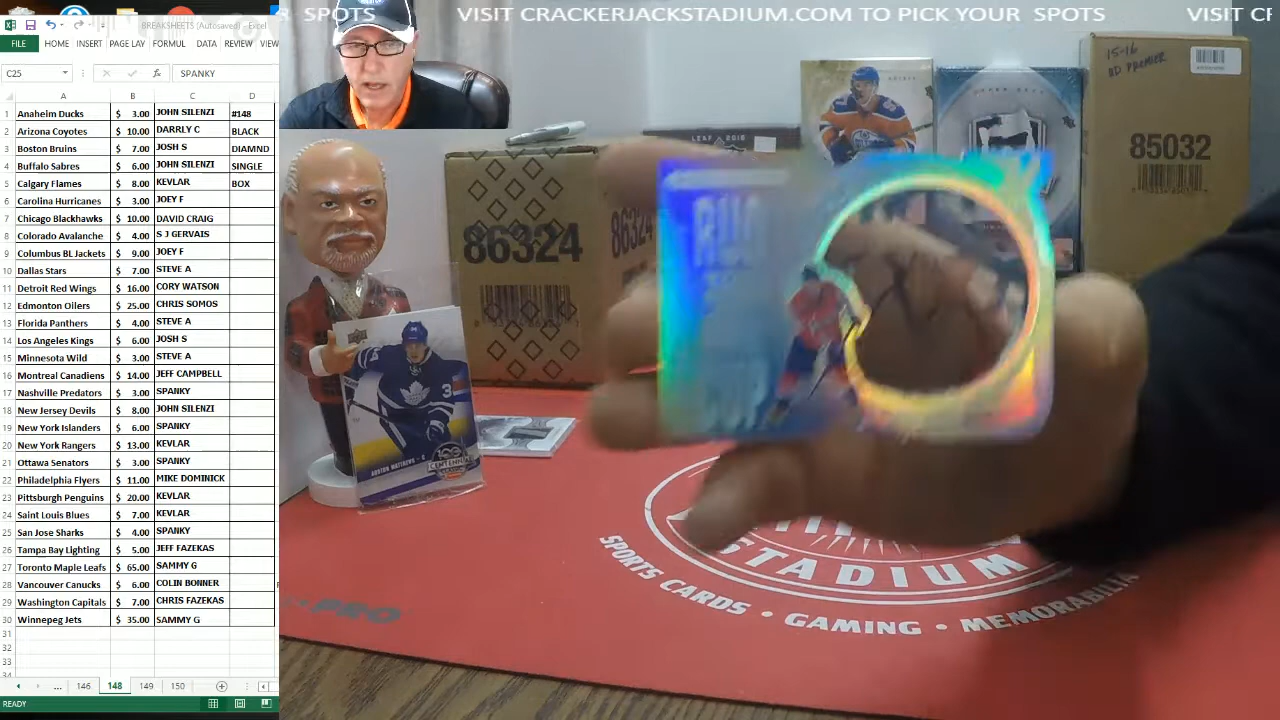 VISIT CRACKERJACKSTADIUM.COM TO PICK YOUR SPOTS VISIT
BREAKSHEETS (Autosaved) - Excel
FILE HOME INSERT PAGE LAY FORMUL DATA REVIEW VIEW
C25 SPANKY
A B C D
1 Anaheim Ducks $ 3.00 JOHN SILENZI #148
2 Arizona Coyotes $ 10.00 DARRLY C BLACK
3 Boston Bruins $ 7.00 JOSH S DIAMND
4 Buffalo Sabres $ 6.00 JOHN SILENZI SINGLE
5 Calgary Flames $ 8.00 KEVLAR BOX
6 Carolina Hurricanes $ 3.00 JOEY F
7 Chicago Blackhawks $ 10.00 DAVID CRAIG
8 Colorado Avalanche $ 4.00 S J GERVAIS
9 Columbus BL Jackets $ 9.00 JOEY F
10 Dallas Stars $ 7.00 STEVE A
11 Detroit Red Wings $ 16.00 CORY WATSON
12 Edmonton Oilers $ 25.00 CHRIS SOMOS
13 Florida Panthers $ 4.00 STEVE A
14 Los Angeles Kings $ 6.00 JOSH S
15 Minnesota Wild $ 3.00 STEVE A
16 Montreal Canadiens $ 14.00 JEFF CAMPBELL
17 Nashville Predators $ 3.00 SPANKY
18 New Jersey Devils $ 8.00 JOHN SILENZI
19 New York Islanders $ 6.00 SPANKY
20 New York Rangers $ 13.00 KEVLAR
21 Ottawa Senators $ 3.00 SPANKY
22 Philadelphia Flyers $ 11.00 MIKE DOMINICK
23 Pittsburgh Penguins $ 20.00 KEVLAR
24 Saint Louis Blues $ 7.00 KEVLAR
25 San Jose Sharks $ 4.00 SPANKY
26 Tampa Bay Lighting $ 5.00 JEFF FAZEKAS
27 Toronto Maple Leafs $ 65.00 SAMMY G
28 Vancouver Canucks $ 6.00 COLIN BONNER
29 Washington Capitals $ 7.00 CHRIS FAZEKAS
30 Winnepeg Jets $ 35.00 SAMMY G
31
32
33
... 146 148 149 150
READY
15-16
UD PREMIER
85032
LEAF 2016
86324
86324
AUSTON MATTHEWS - C
CENTENNIAL
STADIUM
SPORTS CARDS • GAMING • MEMORABILIA
PRO